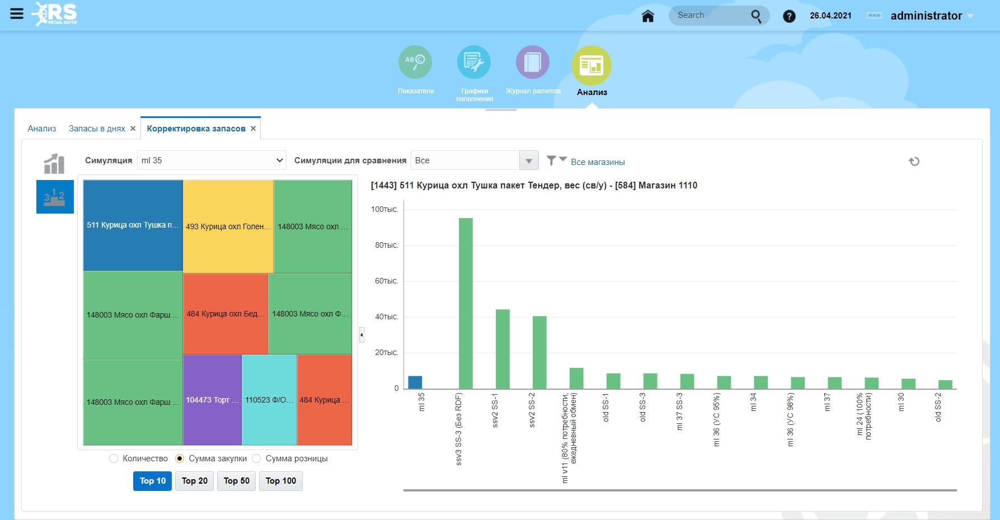 RS
RETAIL SUITE
Search
?
26.04.2021
administrator
ABC
Показатели
Графики
пополнения
Журнал расчетов
Анализ
Анализ
Запасы в днях ×
Корректировка запасов ×
3 1 2
Симуляция
ml 35
Симуляции для сравнения
Все
Все магазины
511 Курица охл Тушка п...
493 Курица охл Голен...
148003 Мясо охл ...
148003 Мясо охл Фарш ...
484 Курица охл Бед...
148003 Мясо охл Ф...
148003 Мясо охл Фарш ...
104473 Торт ...
110523 Ф/О...
484 Курица ...
Количество
Сумма закупки
Сумма розницы
Top 10
Top 20
Top 50
Top 100
[1443] 511 Курица охл Тушка пакет Тендер, вес (св/у) - [584] Магазин 1110
100тыс.
80тыс.
60тыс.
40тыс.
20тыс.
0
ml 35
ssv3 SS-3 (Без RDF)
ssv2 SS-1
ssv2 SS-2
ml v11 (80% потребности;
ежедневный обмен)
old SS-1
old SS-3
ml 37 SS-3
ml 36 (УС 95%)
ml 34
ml 36 (УС 98%)
ml 37
ml 24 (100%
потребности)
ml 30
old SS-2